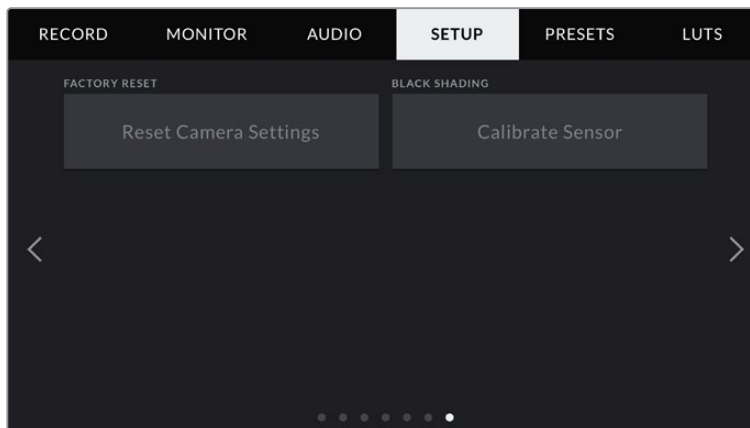 RECORD MONITOR AUDIO SETUP PRESETS LUTS
FACTORY RESET BLACK SHADING
Reset Camera Settings Calibrate Sensor